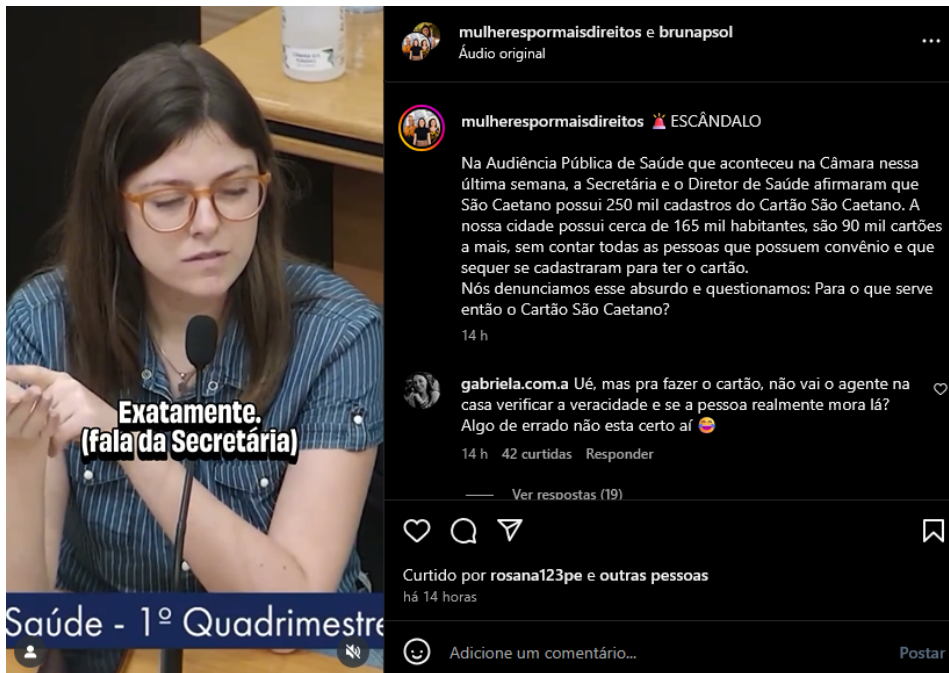 Exatamente.
(fala da Secretária)
Saúde - 1º Quadrimestre
mulherespormaisdireitos e brunapsol
Áudio original
mulherespormaisdireitos 🚨 ESCÂNDALO
Na Audiência Pública de Saúde que aconteceu na Câmara nessa
última semana, a Secretária e o Diretor de Saúde afirmaram que
São Caetano possui 250 mil cadastros do Cartão São Caetano. A
nossa cidade possui cerca de 165 mil habitantes, são 90 mil cartões
a mais, sem contar todas as pessoas que possuem convênio e que
sequer se cadastraram para ter o cartão.
Nós denunciamos esse absurdo e questionamos: Para o que serve
então o Cartão São Caetano?
14 h
gabriela.com.a Ué, mas pra fazer o cartão, não vai o agente na
casa verificar a veracidade e se a pessoa realmente mora lá?
Algo de errado não esta certo aí 😂
14 h 42 curtidas Responder
Ver respostas (19)
Curtido por rosana123pe e outras pessoas
há 14 horas
Adicione um comentário...
Postar